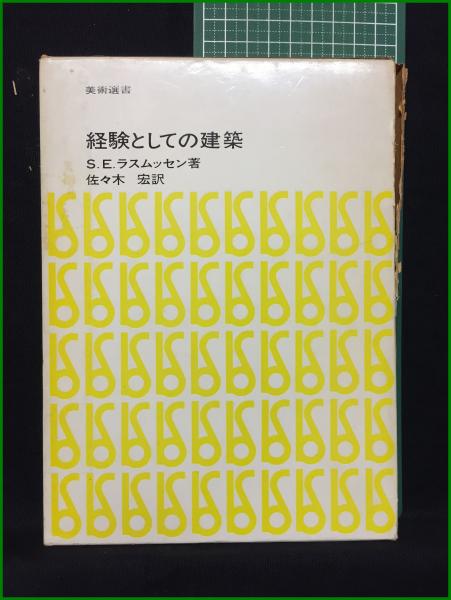 美術選書
経験としての建築
S.E.ラスムッセン著
佐々木 宏訳